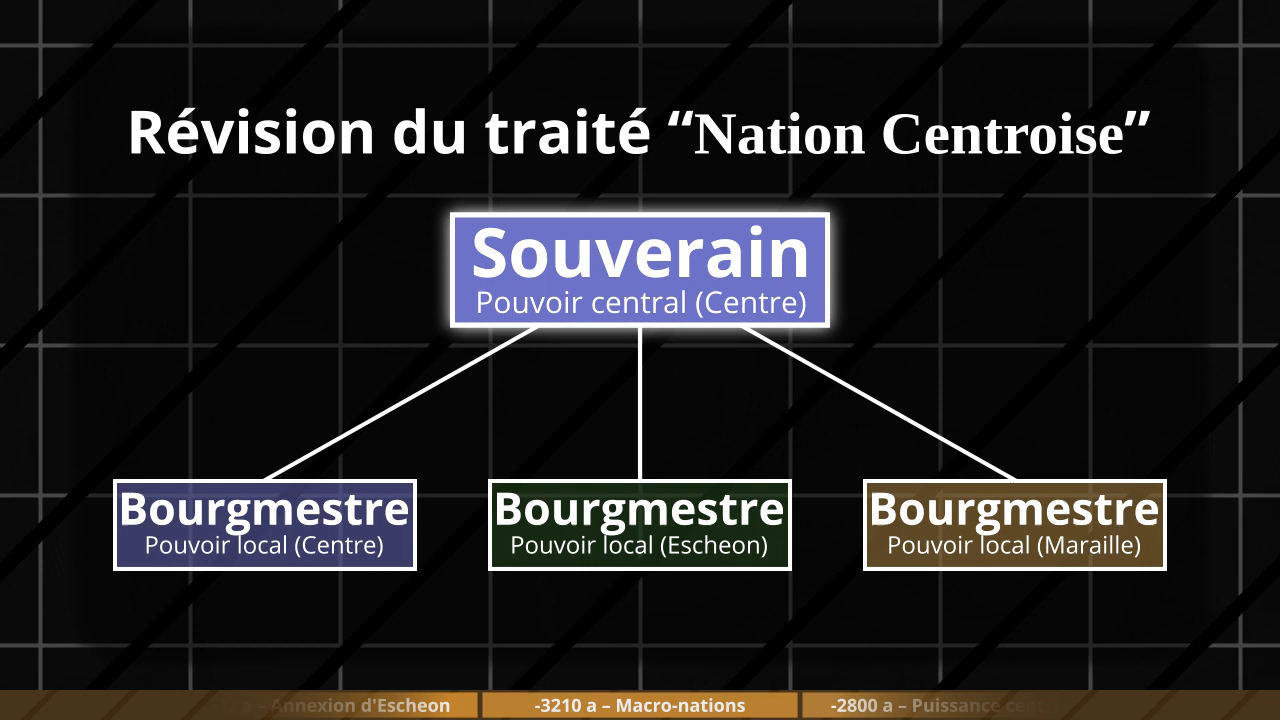 Révision du traité “Nation Centroise”
Souverain
Pouvoir central (Centre)
Bourgmestre
Pouvoir local (Centre)
Bourgmestre
Pouvoir local (Escheon)
Bourgmestre
Pouvoir local (Maraille)
a – Annexion d'Escheon
-3210 a – Macro-nations
-2800 a – Puissance